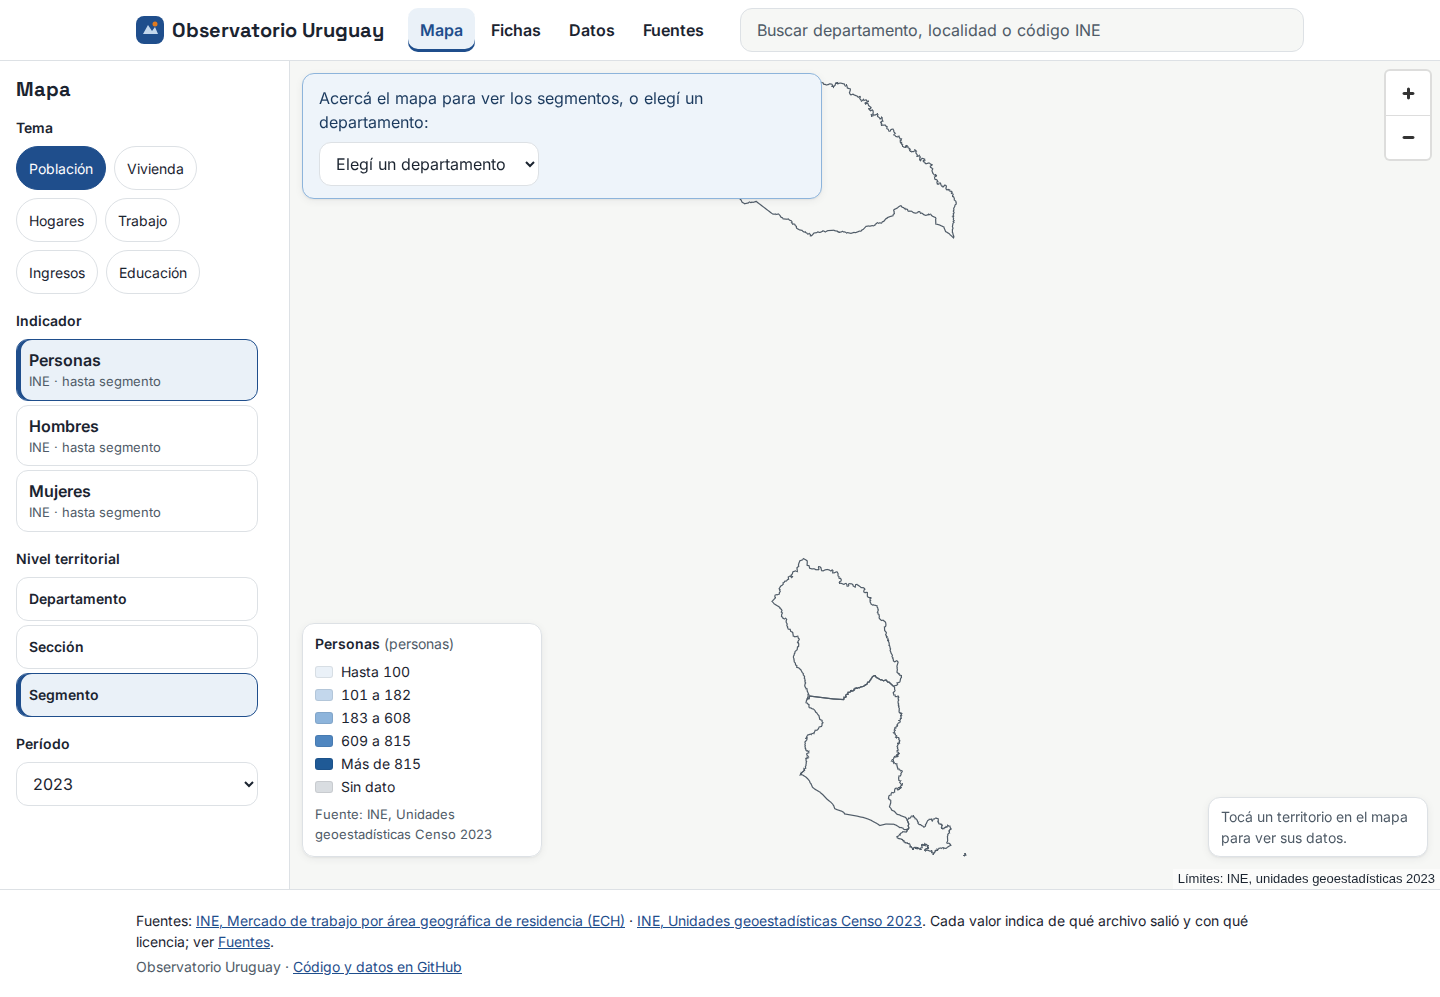 Observatorio Uruguay
Mapa
Fichas
Datos
Fuentes
Buscar departamento, localidad o código INE
Mapa
Tema
Población
Vivienda
Hogares
Trabajo
Ingresos
Educación
Indicador
Personas
INE · hasta segmento
Hombres
INE · hasta segmento
Mujeres
INE · hasta segmento
Nivel territorial
Departamento
Sección
Segmento
Período
2023
Acercá el mapa para ver los segmentos, o elegí un
departamento:
Elegí un departamento
+
−
Personas (personas)
Hasta 100
101 a 182
183 a 608
609 a 815
Más de 815
Sin dato
Fuente: INE, Unidades
geoestadísticas Censo 2023
Tocá un territorio en el mapa
para ver sus datos.
Límites: INE, unidades geoestadísticas 2023
Fuentes: INE, Mercado de trabajo por área geográfica de residencia (ECH) · INE, Unidades geoestadísticas Censo 2023. Cada valor indica de qué archivo salió y con qué
licencia; ver Fuentes.
Observatorio Uruguay · Código y datos en GitHub